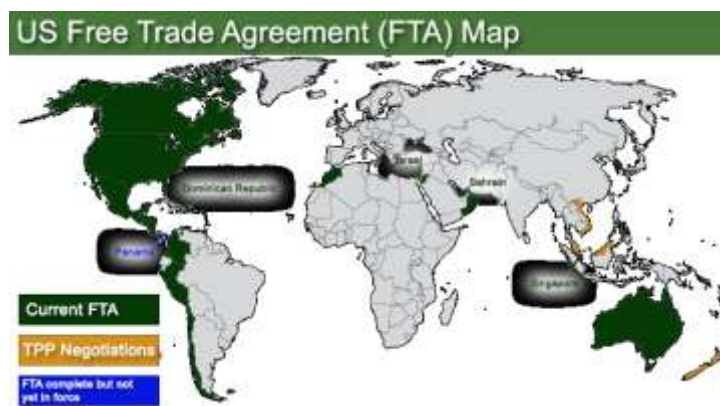 US Free Trade Agreement (FTA) Map
Israel
Dominican Republic
Bahrain
Panama
Singapore
Current FTA
TPP Negotiations
FTA complete but not
yet in force